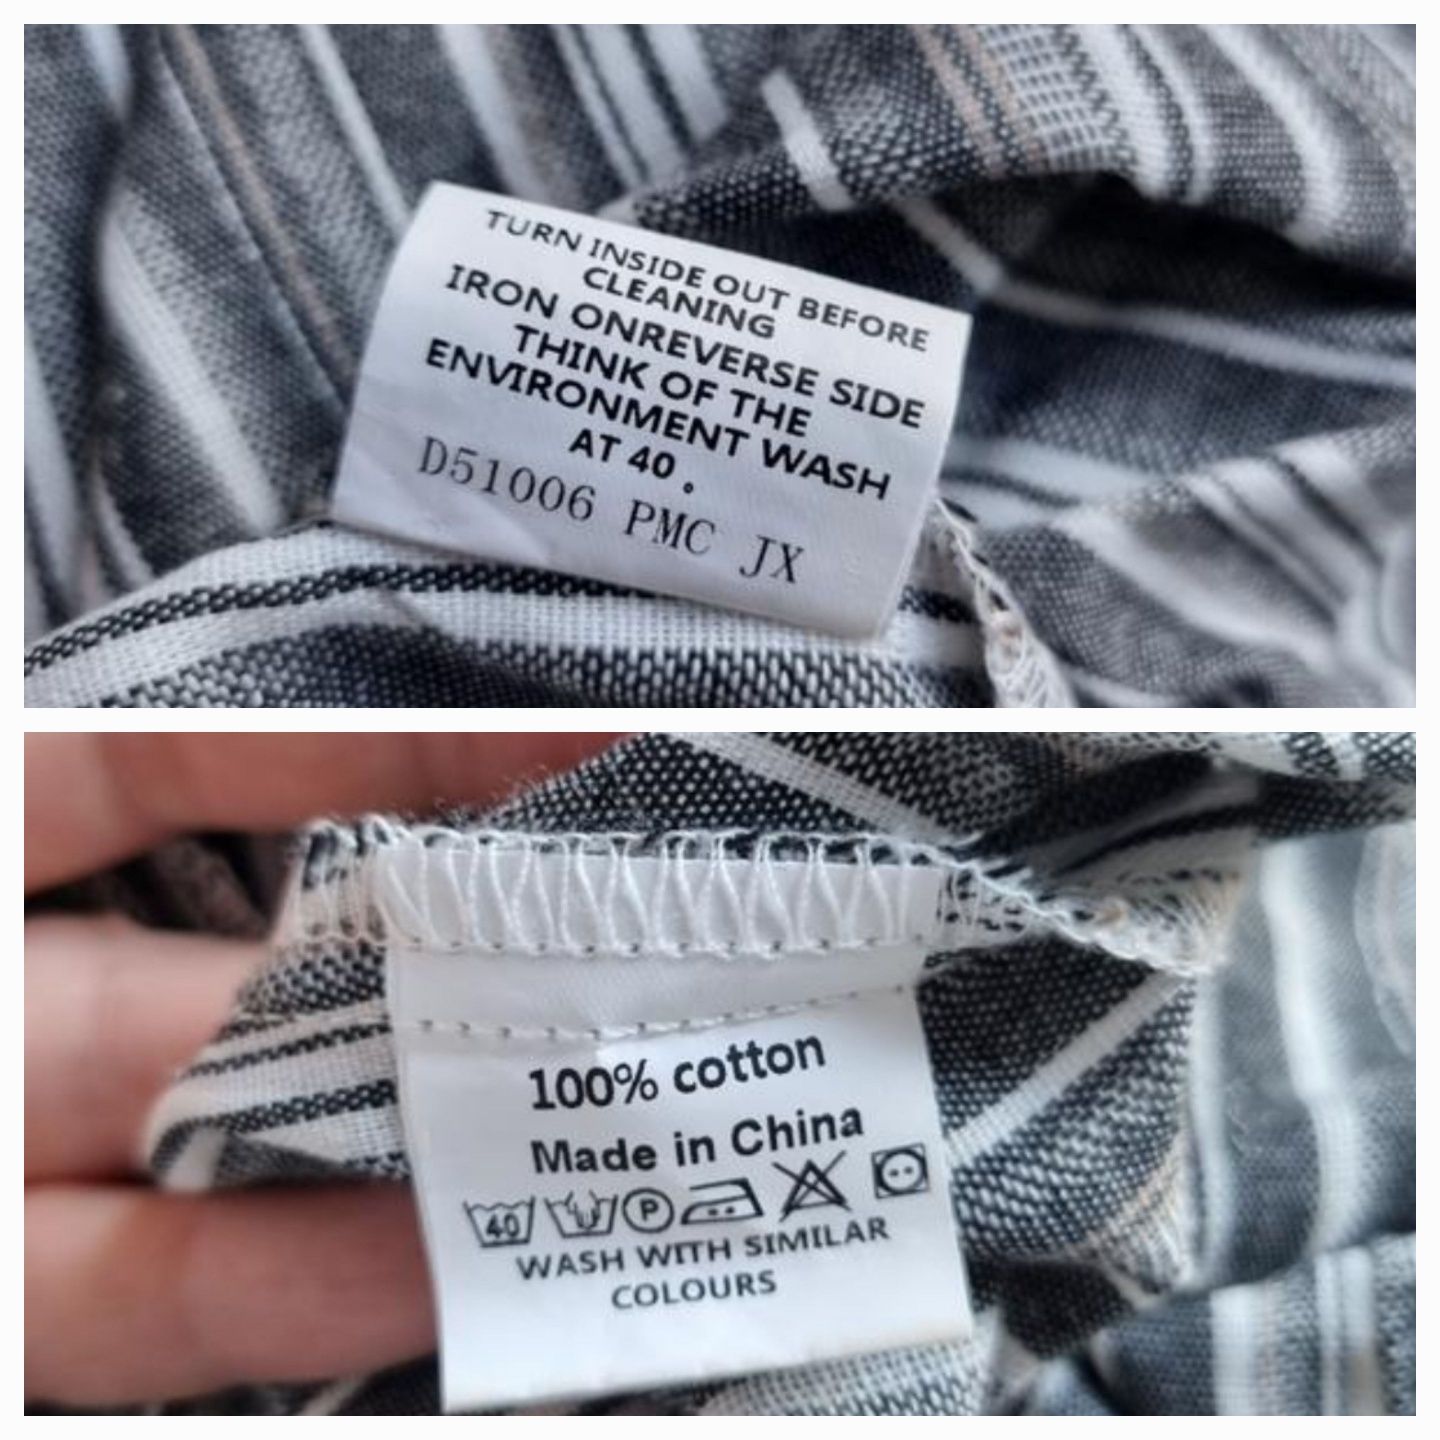 TURN INSIDE OUT BEFORE
CLEANING
IRON ONREVERSE SIDE
THINK OF THE
ENVIRONMENT WASH
AT 40 。
D51006 PMC JX
100% cotton
Made in China
40 P
WASH WITH SIMILAR
COLOURS